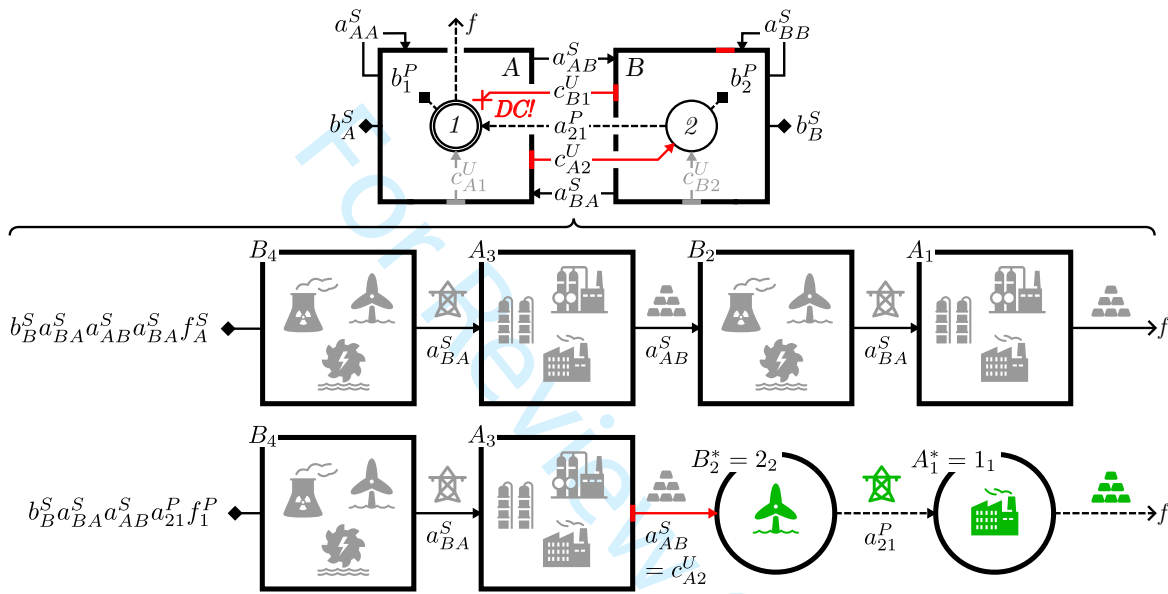 a^S_{AA} f a^S_{BB}
A a^S_{AB} B
b^P_1 c^U_{B1} b^P_2
DC!
b^S_A 1 a^P_{21} 2 b^S_B
c^U_{A1} c^U_{A2} c^U_{B2}
a^S_{BA}
B_4 A_3 B_2 A_1
b^S_B a^S_{BA} a^S_{AB} a^S_{BA} f^S_A f
a^S_{BA} a^S_{AB} a^S_{BA}
B_4 A_3 B^*_2 = 2_2 A^*_1 = 1_1
b^S_B a^S_{BA} a^S_{AB} a^P_{21} f^P_1 f
a^S_{BA} a^S_{AB} a^P_{21}
= c^U_{A2}
For Review